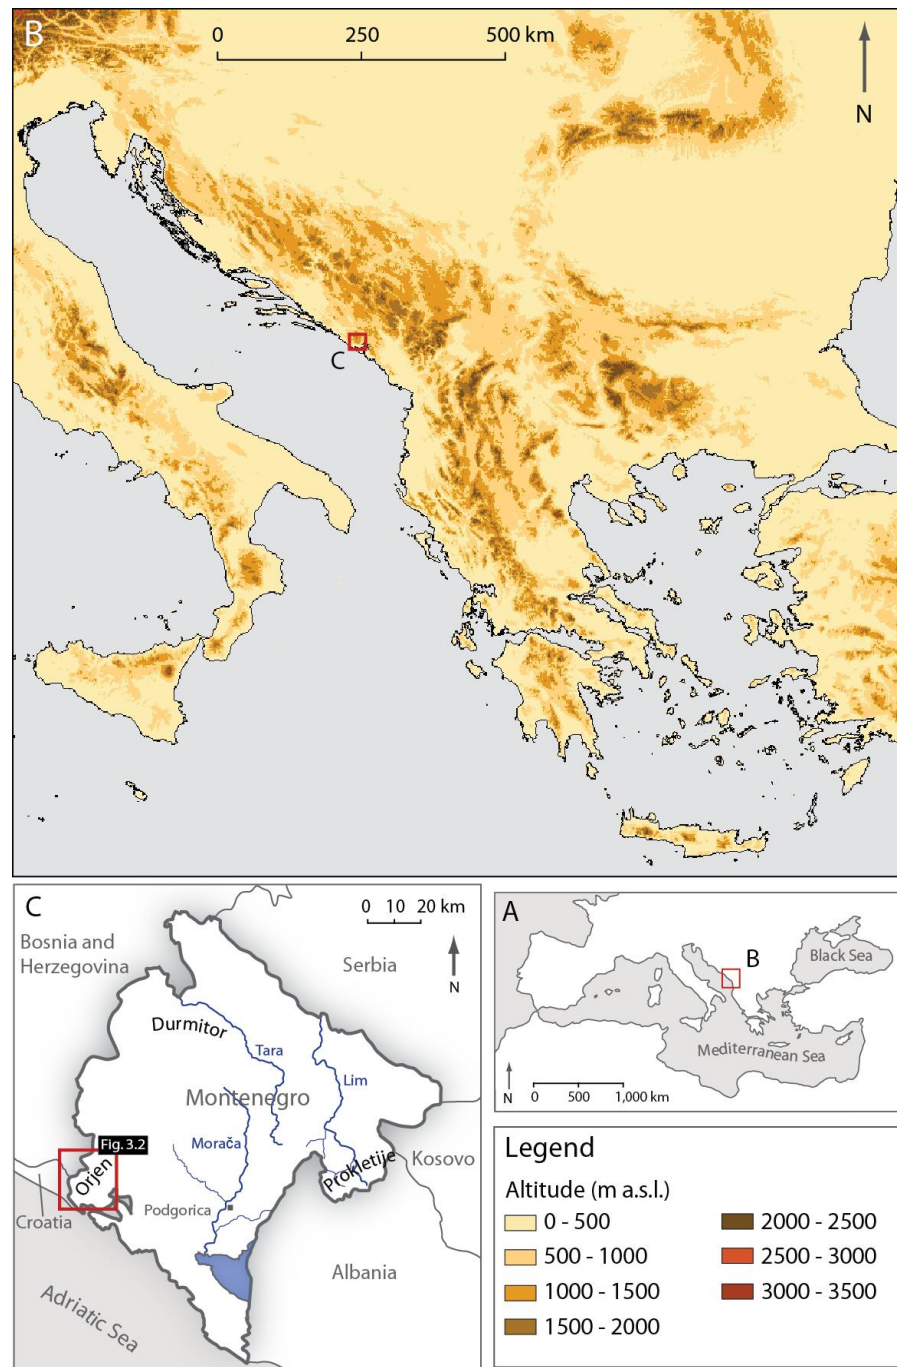 B
0 250 500 km
N
C
C
0 10 20 km
N
Bosnia and
Herzegovina
Serbia
Durmitor
Tara
Lim
Montenegro
Morača
Fig. 3.2
Orjen
Prokletije
Kosovo
Croatia
Podgorica
Albania
Adriatic Sea
A
B
Black Sea
Mediterranean Sea
N
0 500 1,000 km
Legend
Altitude (m a.s.l.)
0 - 500
500 - 1000
1000 - 1500
1500 - 2000
2000 - 2500
2500 - 3000
3000 - 3500